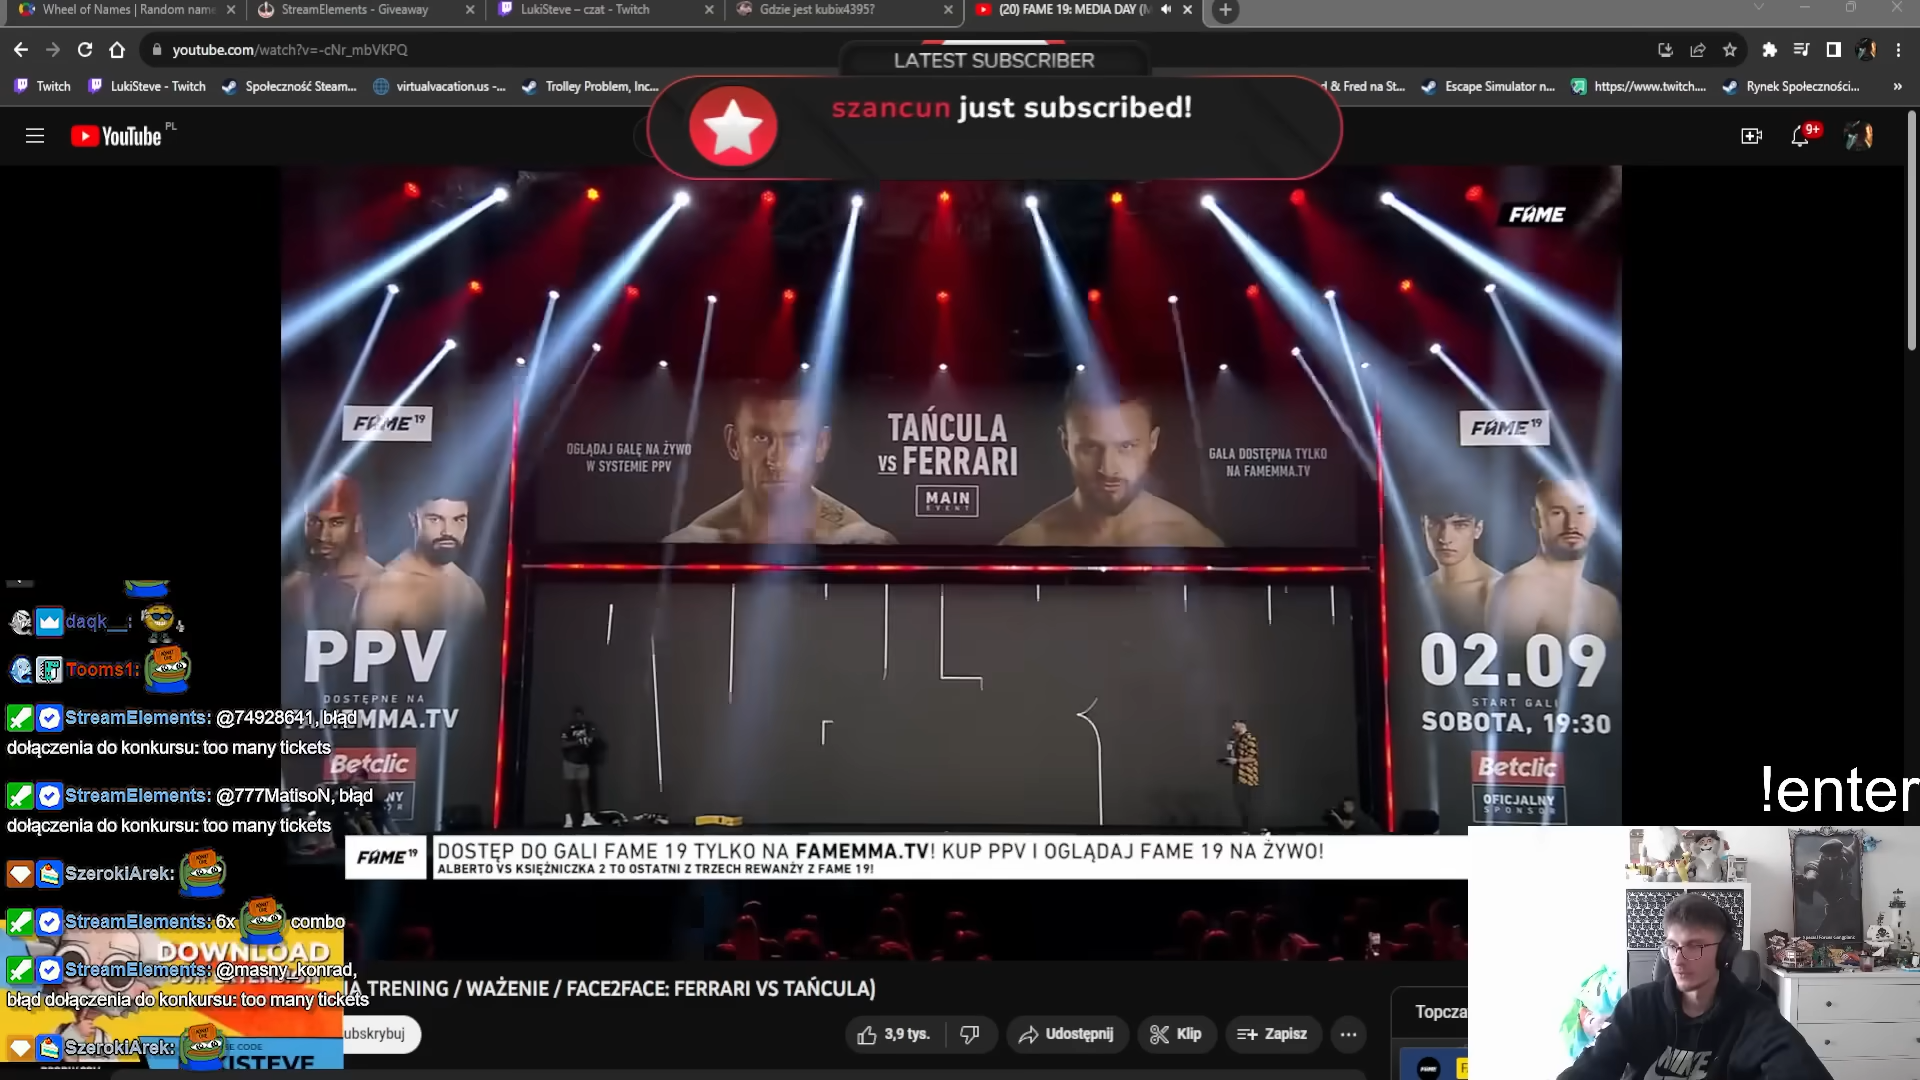 Wheel of Names | Random name
StreamElements - Giveaway
LukiSteve – czat - Twitch
Gdzie jest kubix4395?
(20) FAME 19: MEDIA DAY (
youtube.com/watch?v=-cNr_mbVKPQ
LATEST SUBSCRIBER
Twitch
LukiSteve - Twitch
Społeczność Steam...
virtualvacation.us -...
Trolley Problem, Inc...
d & Fred na St...
Escape Simulator n...
https://www.twitch....
Rynek Społeczności...
»
szancun just subscribed!
YouTube PL
9+
FAME
FAME 19
OGLĄDAJ GALĘ NA ŻYWO
W SYSTEMIE PPV
TAŃCULA
VS FERRARI
MAIN
EVENT
GALA DOSTĘPNA TYLKO
NA FAMEMMA.TV
FAME 19
PPV
DOSTĘPNE NA
FAMEMMA.TV
Betclic
02.09
START GALI
SOBOTA, 19:30
Betclic
OFICJALNY
SPONSOR
daqk__:
Tooms1:
StreamElements: @74928641, błąd
dołączenia do konkursu: too many tickets
StreamElements: @777MatisoN, błąd
dołączenia do konkursu: too many tickets
SzerokiArek:
StreamElements: 6x combo
StreamElements: @masny_konrad,
błąd dołączenia do konkursu: too many tickets
SzerokiArek:
DOWNLOAD
KISTEVE
!enter
FAME 19
DOSTĘP DO GALI FAME 19 TYLKO NA FAMEMMA.TV! KUP PPV I OGLĄDAJ FAME 19 NA ŻYWO!
ALBERTO VS KSIĘŻNICZKA 2 TO OSTATNI Z TRZECH REWANŻY Z FAME 19!
TRENING / WAŻENIE / FACE2FACE: FERRARI VS TAŃCULA)
ubskrybuj
3,9 tys.
Udostępnij
Klip
Zapisz
Topcza
NIKE